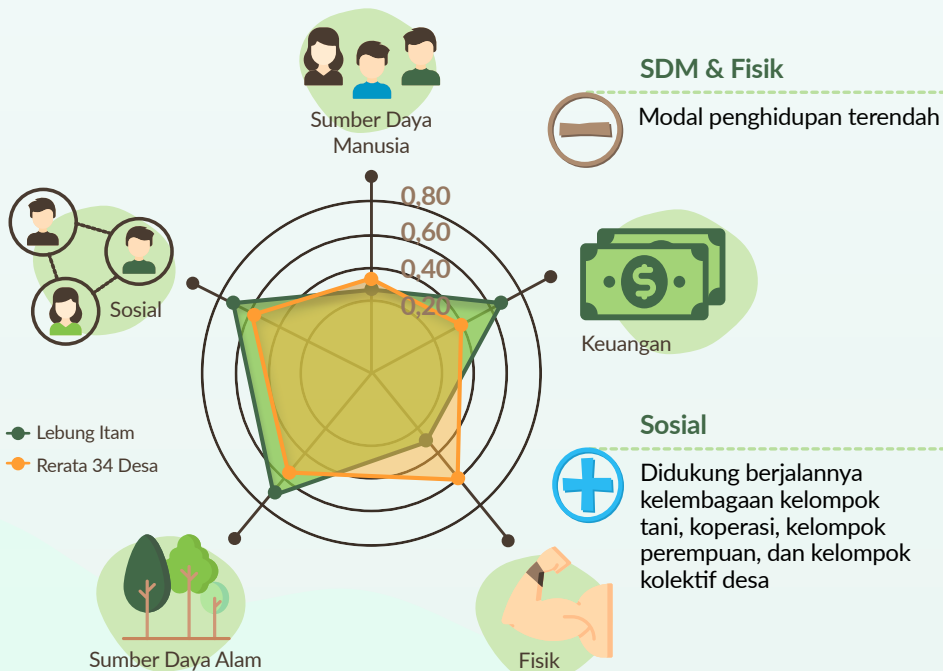 Sumber Daya
Manusia
0,80
0,60
0,40
0,20
Sosial
Keuangan
Lebung Itam
Rerata 34 Desa
Sumber Daya Alam
Fisik
SDM & Fisik
Modal penghidupan terendah
Sosial
Didukung berjalannya
kelembagaan kelompok
tani, koperasi, kelompok
perempuan, dan kelompok
kolektif desa